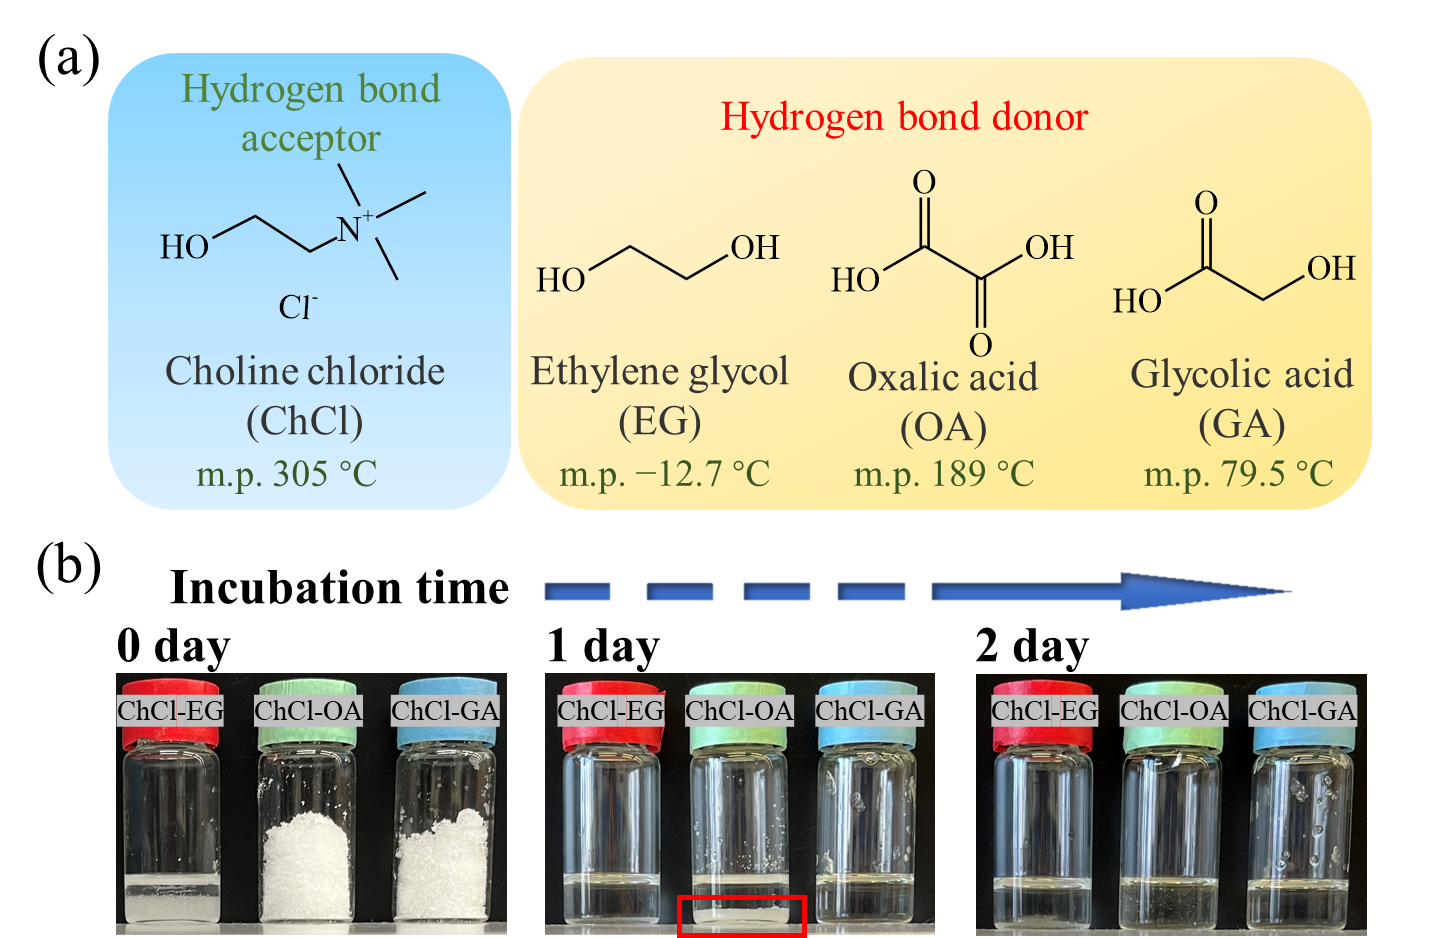 (a)
Hydrogen bond
acceptor
HO
N+
Cl-
Choline chloride
(ChCl)
m.p. 305 °C
Hydrogen bond donor
HO
OH
Ethylene glycol
(EG)
m.p. −12.7 °C
O
HO
OH
O
Oxalic acid
(OA)
m.p. 189 °C
O
HO
OH
Glycolic acid
(GA)
m.p. 79.5 °C
(b)
Incubation time
0 day
ChCl-EG
ChCl-OA
ChCl-GA
1 day
ChCl-EG
ChCl-OA
ChCl-GA
2 day
ChCl-EG
ChCl-OA
ChCl-GA